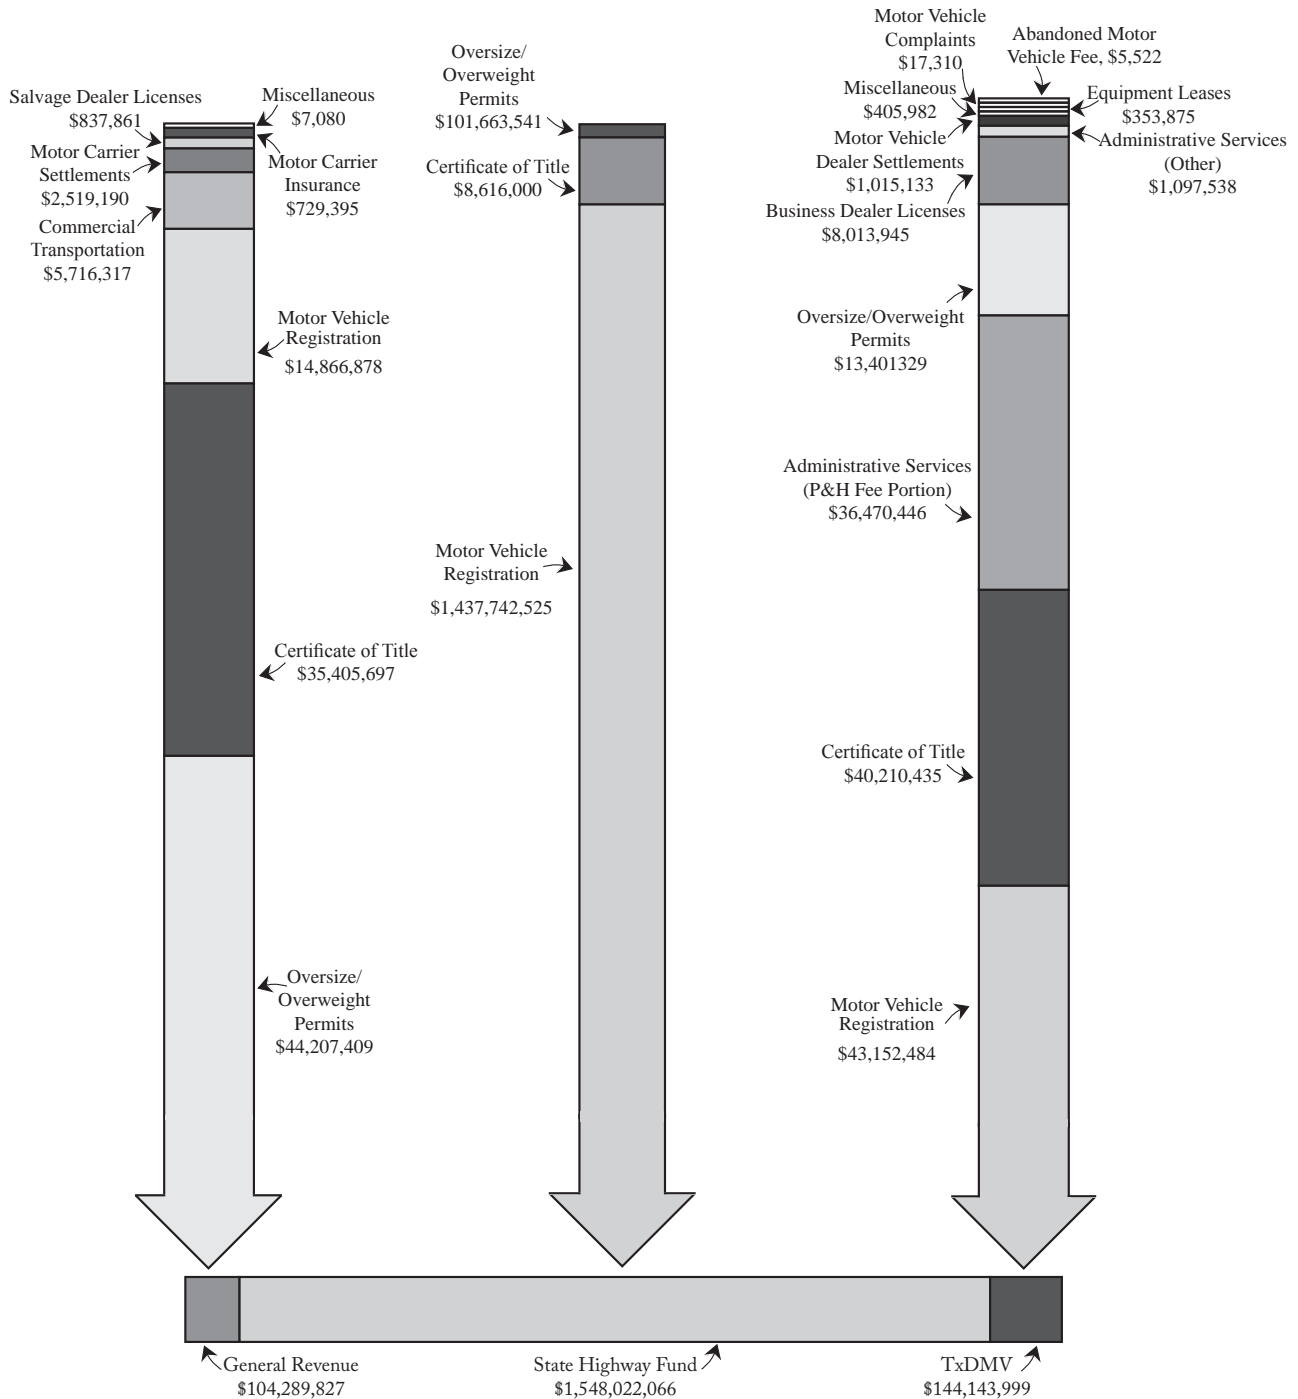 Salvage Dealer Licenses
$837,861
Motor Carrier
Settlements
$2,519,190
Commercial
Transportation
$5,716,317
Miscellaneous
$7,080
Motor Carrier
Insurance
$729,395
Motor Vehicle
Registration
$14,866,878
Certificate of Title
$35,405,697
Oversize/
Overweight
Permits
$44,207,409
Oversize/
Overweight
Permits
$101,663,541
Certificate of Title
$8,616,000
Motor Vehicle
Registration
$1,437,742,525
Motor Vehicle
Complaints
$17,310
Miscellaneous
$405,982
Motor Vehicle
Dealer Settlements
$1,015,133
Business Dealer Licenses
$8,013,945
Abandoned Motor
Vehicle Fee, $5,522
Equipment Leases
$353,875
Administrative Services
(Other)
$1,097,538
Oversize/Overweight
Permits
$13,401329
Administrative Services
(P&H Fee Portion)
$36,470,446
Certificate of Title
$40,210,435
Motor Vehicle
Registration
$43,152,484
General Revenue
$104,289,827
State Highway Fund
$1,548,022,066
TxDMV
$144,143,999